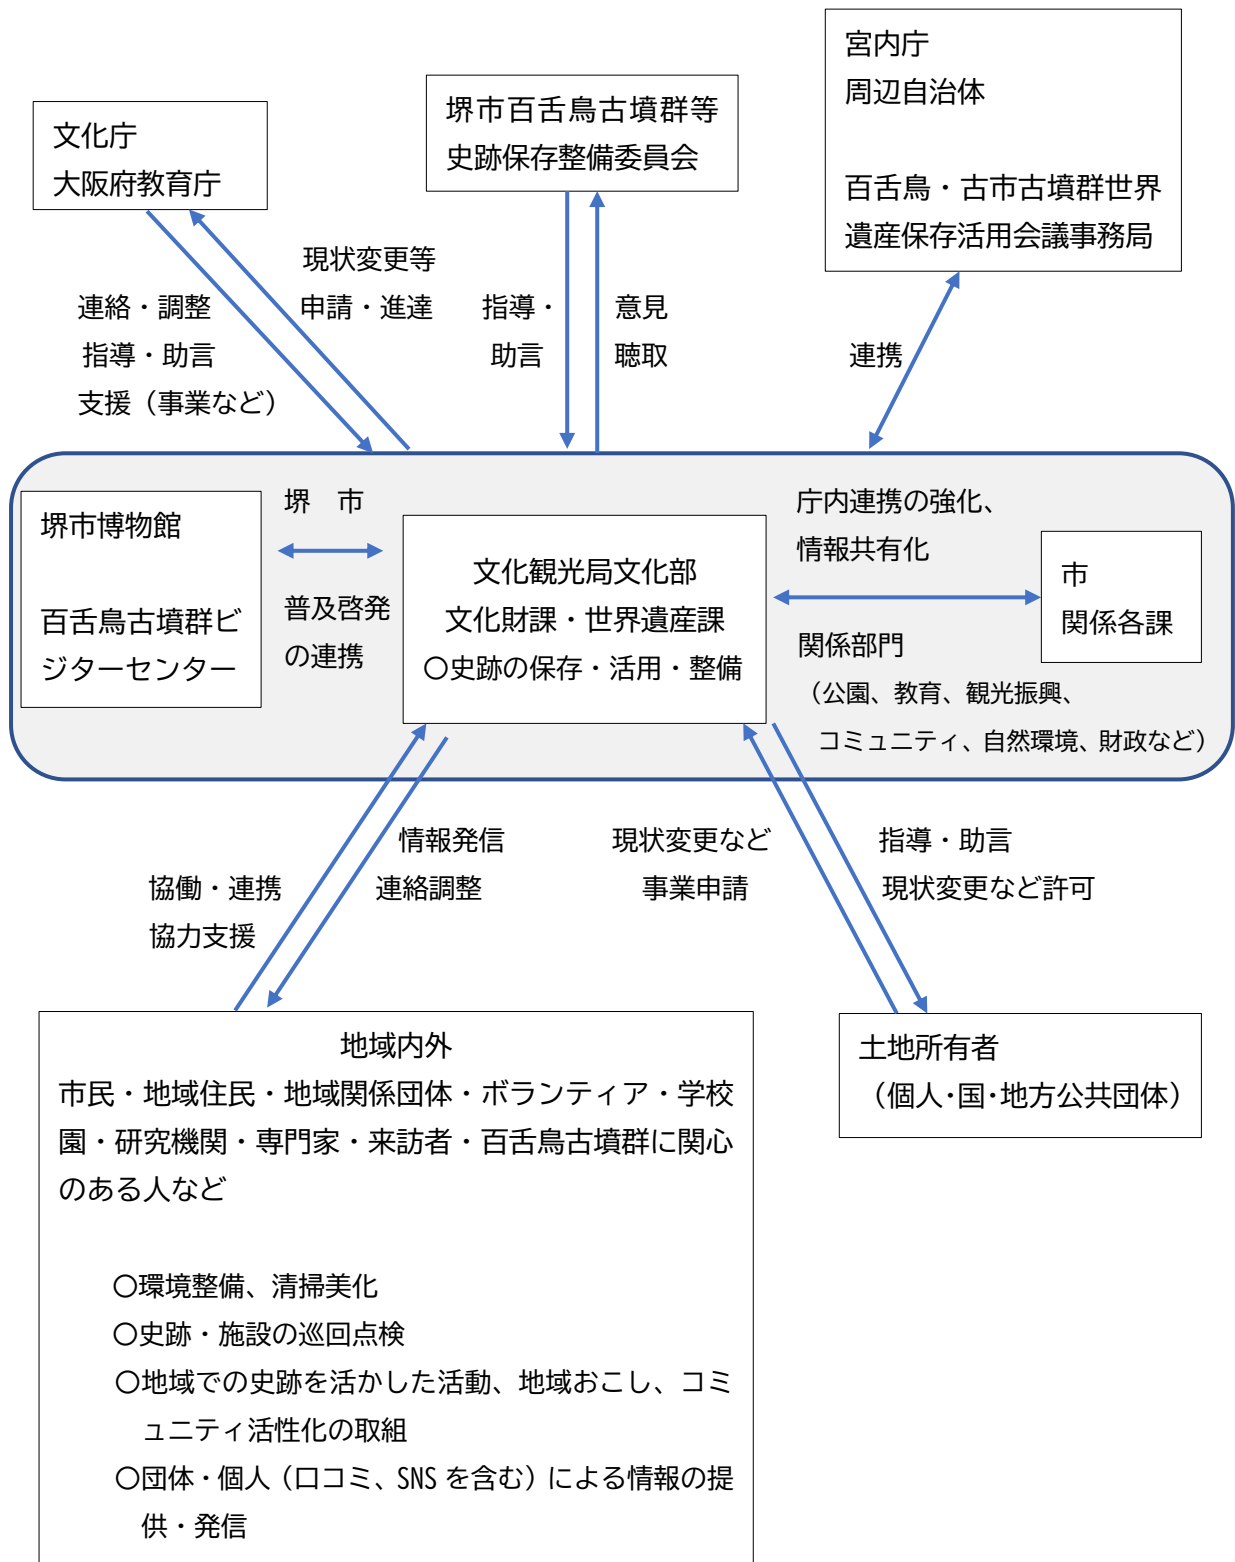 文化庁
大阪府教育庁
堺市百舌鳥古墳群等
史跡保存整備委員会
宮内庁
周辺自治体
百舌鳥・古市古墳群世界
遺産保存活用会議事務局
連絡・調整
指導・助言
支援（事業など）
現状変更等
申請・進達
指導・
助言
意見
聴取
連携
堺市博物館
百舌鳥古墳群ビ
ジターセンター
堺　市
普及啓発
の連携
文化観光局文化部
文化財課・世界遺産課
〇史跡の保存・活用・整備
庁内連携の強化、
情報共有化
関係部門
（公園、教育、観光振興、
コミュニティ、自然環境、財政など）
市
関係各課
協働・連携
協力支援
情報発信
連絡調整
現状変更など
事業申請
指導・助言
現状変更など許可
地域内外
市民・地域住民・地域関係団体・ボランティア・学校
園・研究機関・専門家・来訪者・百舌鳥古墳群に関心
のある人など
〇環境整備、清掃美化
〇史跡・施設の巡回点検
〇地域での史跡を活かした活動、地域おこし、コミ
ュニティ活性化の取組
〇団体・個人（口コミ、SNS を含む）による情報の提
供・発信
土地所有者
（個人・国・地方公共団体）